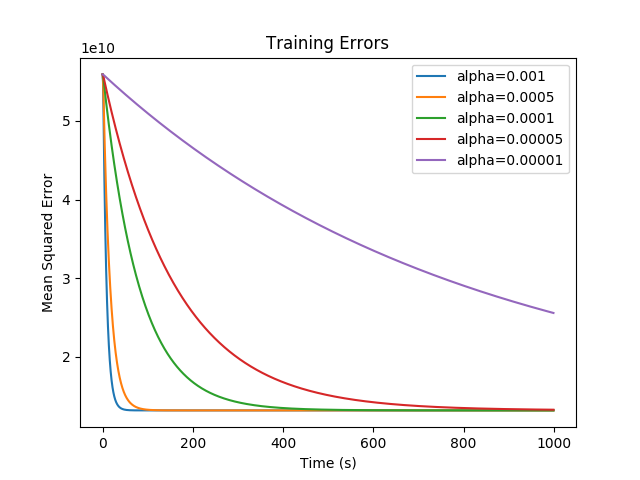 Training Errors
1e10
5
4
3
2
Mean Squared Error
0
200
400
600
800
1000
Time (s)
alpha=0.001
alpha=0.0005
alpha=0.0001
alpha=0.00005
alpha=0.00001